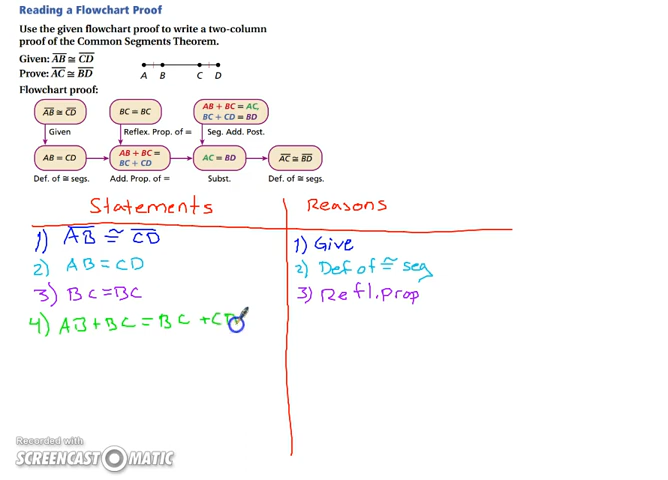 Reading a Flowchart Proof
Use the given flowchart proof to write a two-column
proof of the Common Segments Theorem.
Given: AB ≅ CD
Prove: AC ≅ BD
A B C D
Flowchart proof:
AB ≅ CD
BC = BC
AB + BC = AC,
BC + CD = BD
Given
Reflex. Prop. of =
Seg. Add. Post.
AB = CD
AB + BC =
BC + CD
AC = BD
AC ≅ BD
Def. of ≅ segs.
Add. Prop. of =
Subst.
Def. of ≅ segs.
Statements
Reasons
1) AB ≅ CD
1) Give
2) AB = CD
2) Def of ≅ seg
3) BC = BC
3) Refl. Prop
4) AB + BC = BC + CD
Recorded with
SCREENCAST-O-MATIC